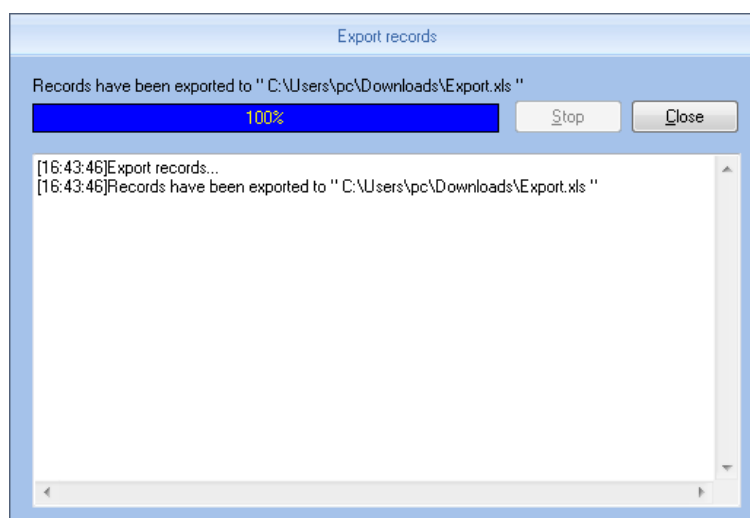 Export records
Records have been exported to " C:\Users\pc\Downloads\Export.xls "
100%
Stop
Close
[16:43:46]Export records...
[16:43:46]Records have been exported to " C:\Users\pc\Downloads\Export.xls "